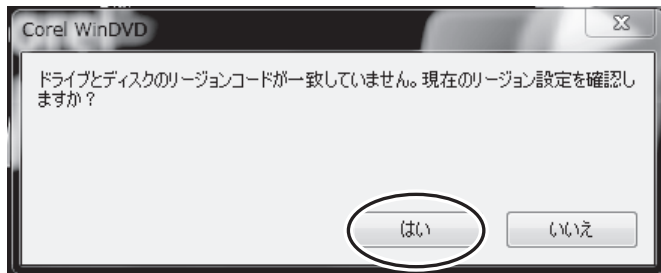 Corel WinDVD
ドライブとディスクのリージョンコードが一致していません。現在のリージョン設定を確認し
ますか？
はい
いいえ